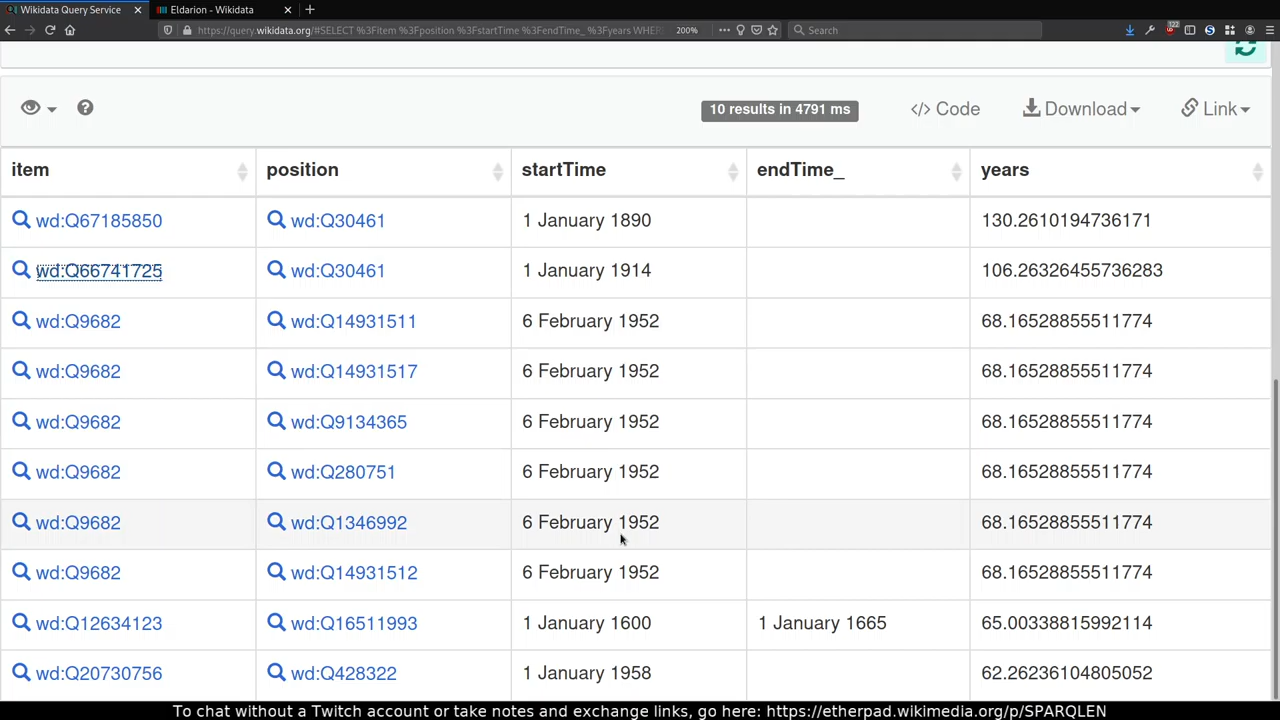 Wikidata Query Service
Eldarion - Wikidata
https://query.wikidata.org/#SELECT %3Fitem %3Fposition %3FstartTime %3FendTime_ %3Fyears WHER
200%
Search
122
10 results in 4791 ms
</> Code
Download
Link
item position startTime endTime_ years
wd:Q67185850 wd:Q30461 1 January 1890 130.2610194736171
wd:Q66741725 wd:Q30461 1 January 1914 106.26326455736283
wd:Q9682 wd:Q14931511 6 February 1952 68.16528855511774
wd:Q9682 wd:Q14931517 6 February 1952 68.16528855511774
wd:Q9682 wd:Q9134365 6 February 1952 68.16528855511774
wd:Q9682 wd:Q280751 6 February 1952 68.16528855511774
wd:Q9682 wd:Q1346992 6 February 1952 68.16528855511774
wd:Q9682 wd:Q14931512 6 February 1952 68.16528855511774
wd:Q12634123 wd:Q16511993 1 January 1600 1 January 1665 65.00338815992114
wd:Q20730756 wd:Q428322 1 January 1958 62.26236104805052
To chat without a Twitch account or take notes and exchange links, go here: https://etherpad.wikimedia.org/p/SPARQLEN